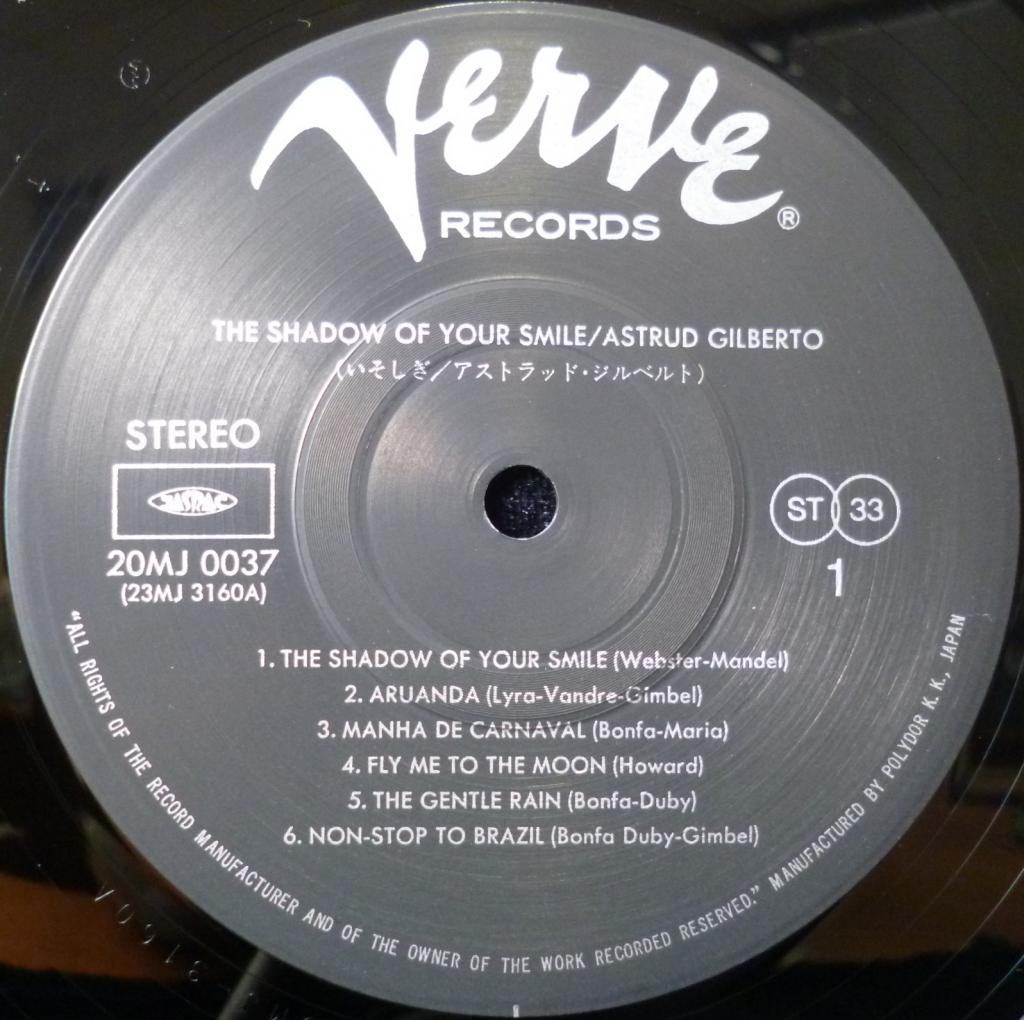 Verve
RECORDS ®
THE SHADOW OF YOUR SMILE/ASTRUD GILBERTO
(いそしぎ/アストラッド・ジルベルト)
STEREO
JASRAC
20MJ 0037
(23MJ 3160A)
ST 33
1
1. THE SHADOW OF YOUR SMILE (Webster-Mandel)
2. ARUANDA (Lyra-Vandre-Gimbel)
3. MANHA DE CARNAVAL (Bonfa-Maria)
4. FLY ME TO THE MOON (Howard)
5. THE GENTLE RAIN (Bonfa-Duby)
6. NON-STOP TO BRAZIL (Bonfa Duby-Gimbel)
"ALL RIGHTS OF THE RECORD MANUFACTURER AND OF THE OWNER OF THE WORK RECORDED RESERVED." MANUFACTURED BY POLYDOR K. K., JAPAN